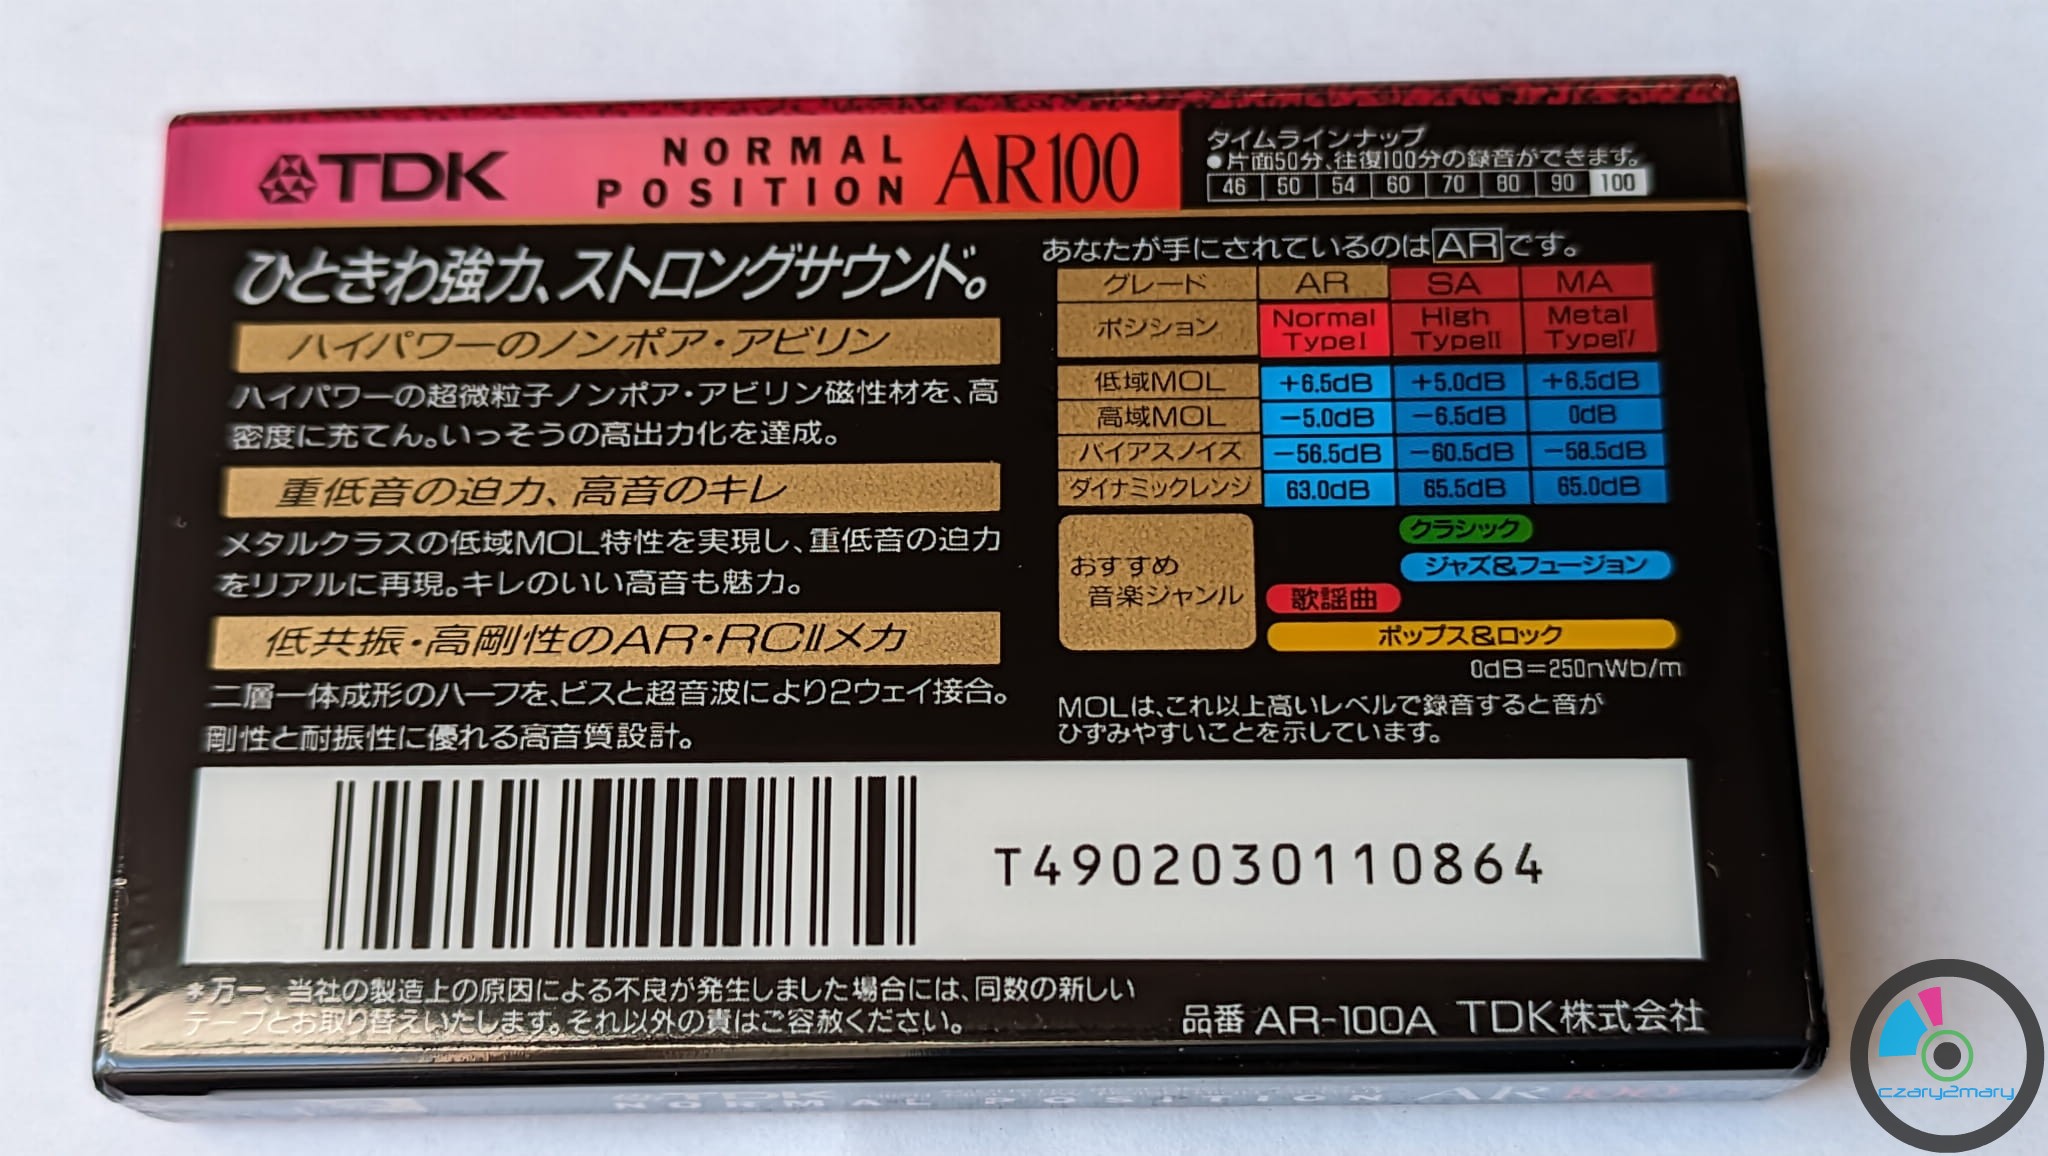 TDK NORMAL POSITION AR100
タイムラインナップ
●片面50分、往復100分の録音ができます。
46 50 54 60 70 80 90 100
ひときわ強力、ストロングサウンド。
ハイパワーのノンポア・アビリン
ハイパワーの超微粒子ノンポア・アビリン磁性材を、高
密度に充てん。いっそうの高出力化を達成。
重低音の迫力、高音のキレ
メタルクラスの低域MOL特性を実現し、重低音の迫力
をリアルに再現。キレのいい高音も魅力。
低共振・高剛性のAR・RCIIメカ
二層一体成形のハーフを、ビスと超音波により2ウェイ接合。
剛性と耐振性に優れる高音質設計。
あなたが手にされているのはARです。
グレード AR SA MA
ポジション Normal TypeI High TypeII Metal TypeIV
低域MOL +6.5dB +5.0dB +6.5dB
高域MOL −5.0dB −6.5dB 0dB
バイアスノイズ −56.5dB −60.5dB −58.5dB
ダイナミックレンジ 63.0dB 65.5dB 65.0dB
おすすめ
音楽ジャンル
クラシック
ジャズ&フュージョン
歌謡曲
ポップス&ロック
0dB=250nWb/m
MOLは、これ以上高いレベルで録音すると音が
ひずみやすいことを示しています。
T4902030110864
*万一、当社の製造上の原因による不良が発生しました場合には、同数の新しい
テープとお取り替えいたします。それ以外の責はご容赦ください。
品番 AR-100A TDK株式会社
TDK NORMAL POSITION AR 100
czary2mary